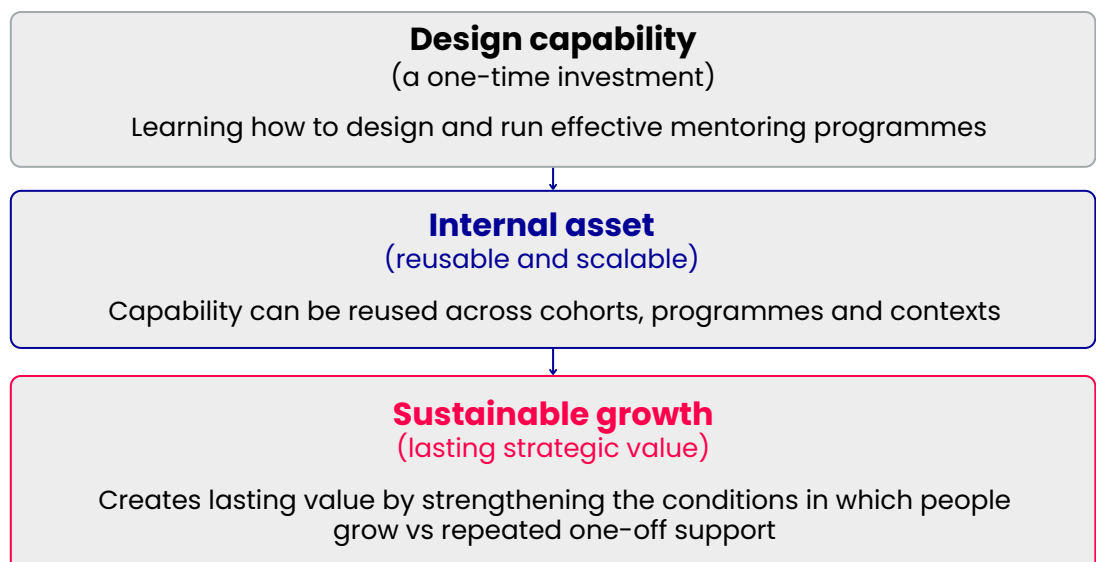 Design capability
(a one-time investment)
Learning how to design and run effective mentoring programmes
Internal asset
(reusable and scalable)
Capability can be reused across cohorts, programmes and contexts
Sustainable growth
(lasting strategic value)
Creates lasting value by strengthening the conditions in which people
grow vs repeated one-off support